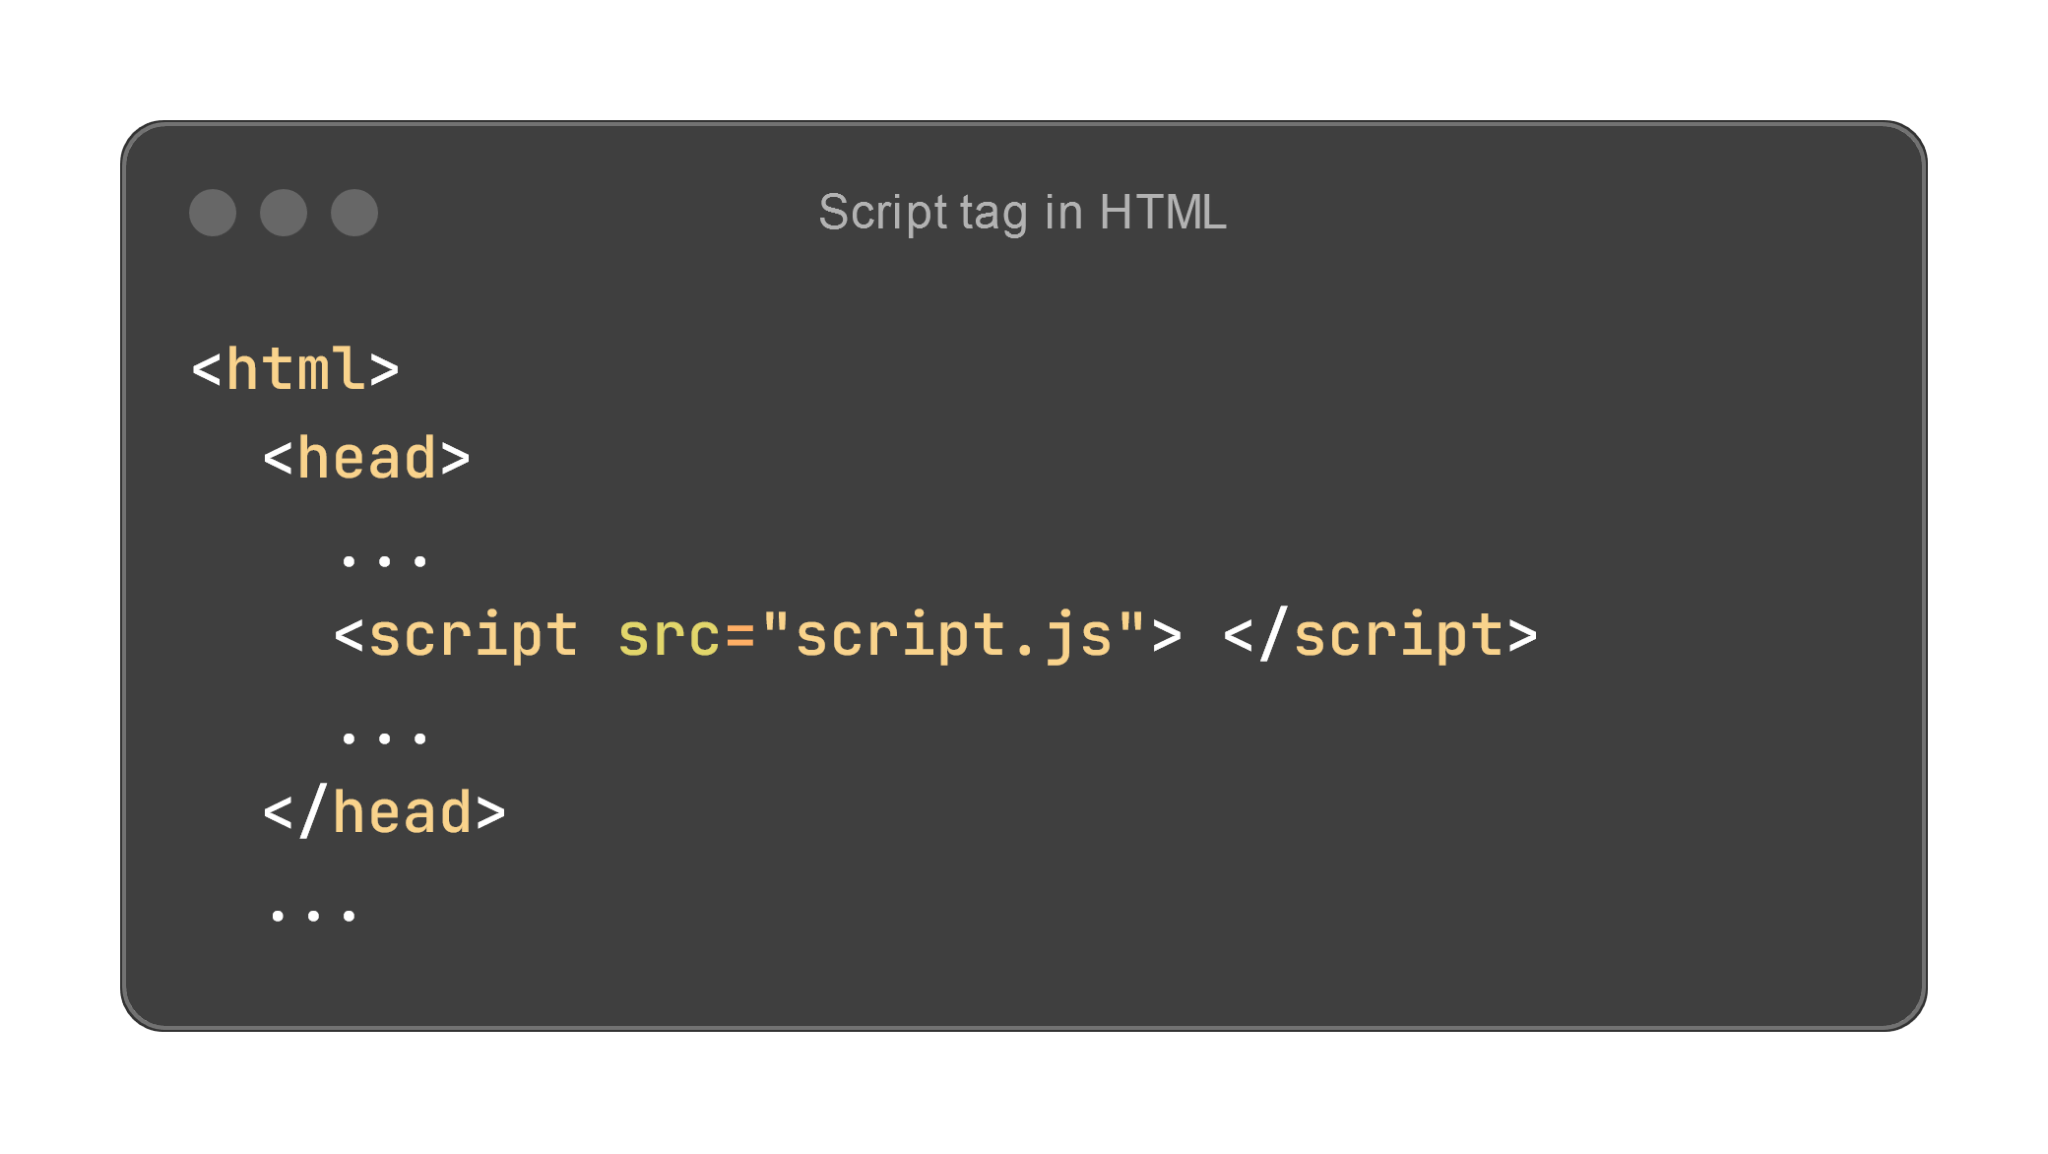 Script tag in HTML
<html>
<head>
...
<script src="script.js"> </script>
...
</head>
...